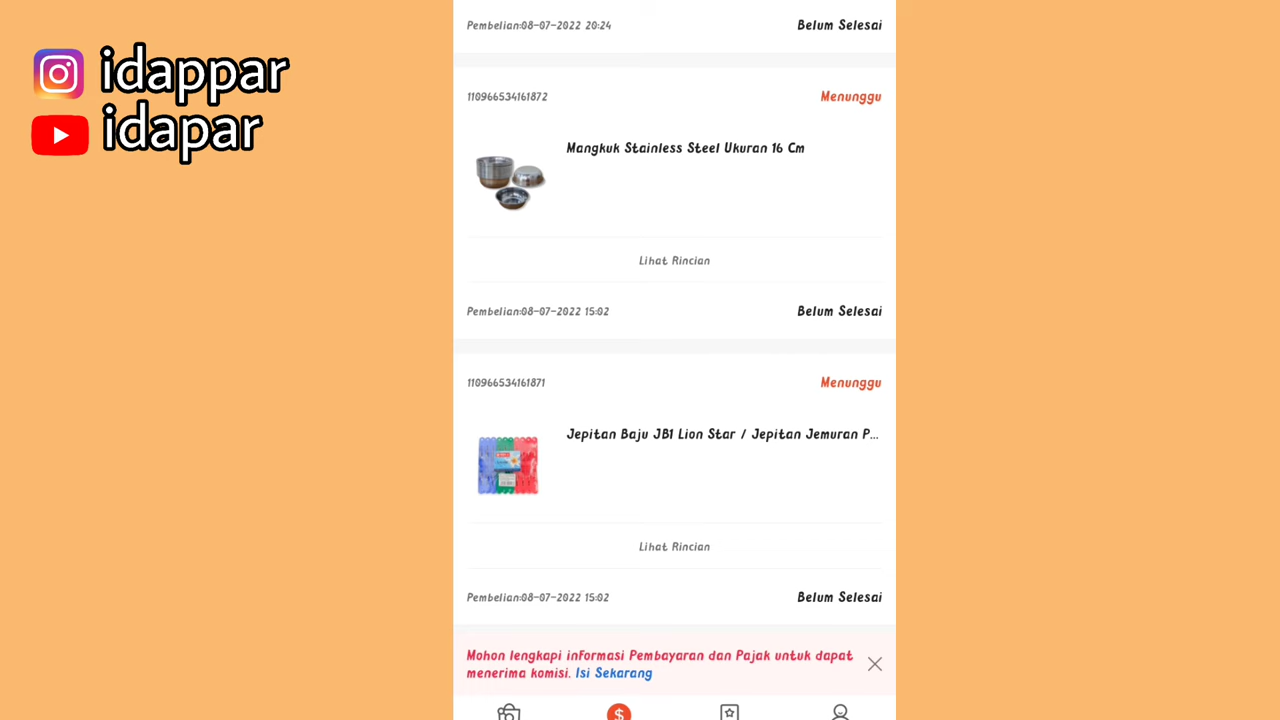 idappar
idapar
Pembelian:08-07-2022 20:24
Belum Selesai
110966534161872
Menunggu
Mangkuk Stainless Steel Ukuran 16 Cm
Lihat Rincian
Pembelian:08-07-2022 15:02
Belum Selesai
110966534161871
Menunggu
Jepitan Baju JB1 Lion Star / Jepitan Jemuran P...
Lihat Rincian
Pembelian:08-07-2022 15:02
Belum Selesai
Mohon lengkapi inFormasi Pembayaran dan Pajak untuk dapat
menerima komisi. Isi Sekarang